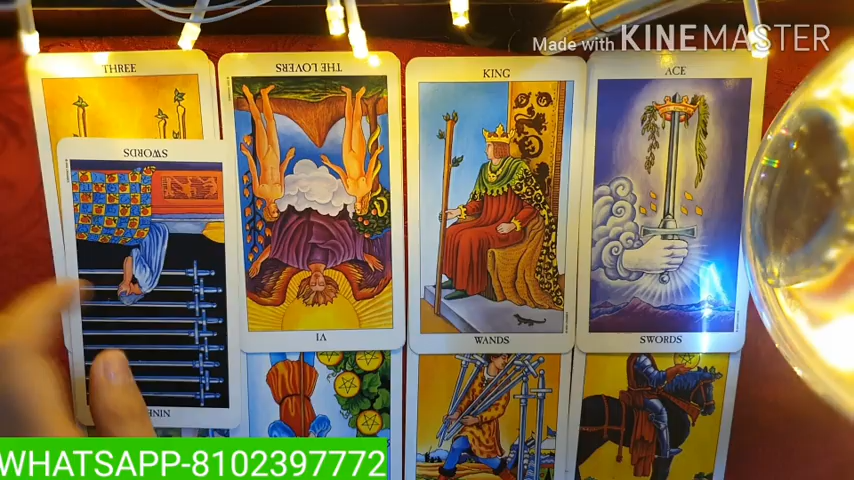 Made with KINEMASTER
THREE
THE LOVERS
KING
ACE
SWORDS
VI
WANDS
SWORDS
NINE
WHATSAPP-8102397772